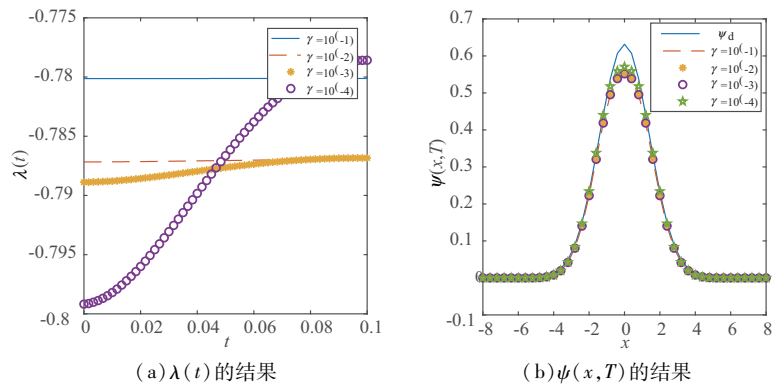 -0.775
-0.78
-0.785
-0.79
-0.795
-0.8
λ(t)
0
0.02
0.04
0.06
0.08
0.1
t
γ =10(-1)
γ =10(-2)
γ =10(-3)
γ =10(-4)
(a)λ(t)的结果
0.7
0.6
0.5
0.4
0.3
0.2
0.1
-0.1
ψ(x,T)
-8
-6
-4
-2
0
2
4
6
8
x
ψd
γ =10(-1)
γ =10(-2)
γ =10(-3)
γ =10(-4)
(b)ψ(x,T)的结果